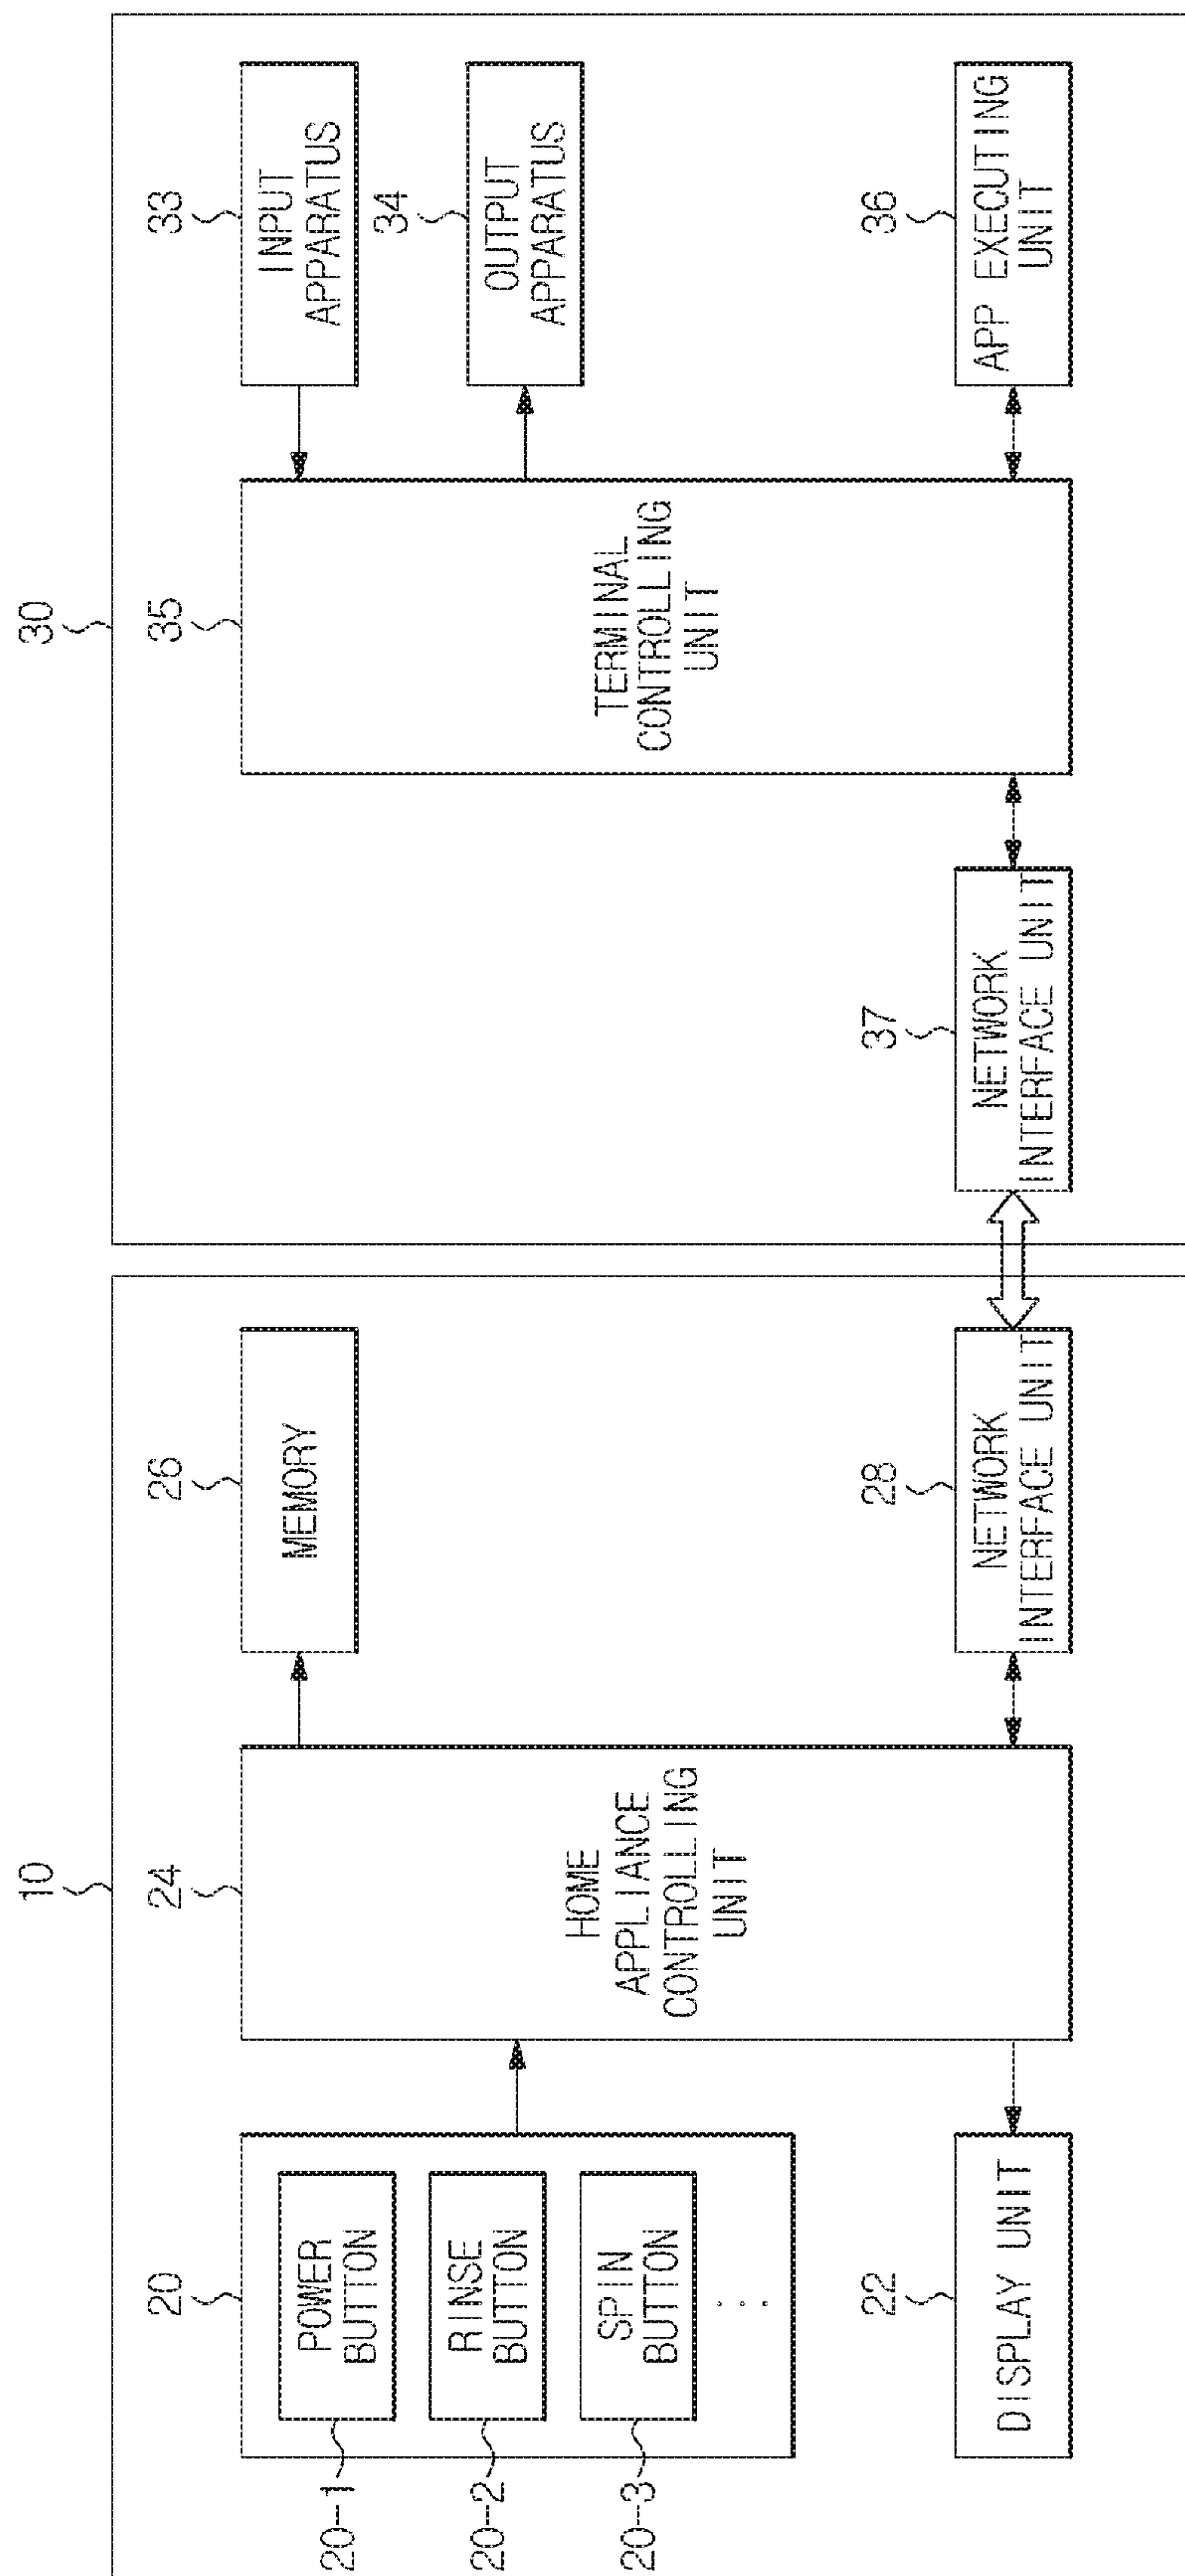 10
20
20-1
POWER
BUTTON
20-2
RINSE
BUTTON
20-3
SPIN
BUTTON
22
DISPLAY UNIT
24
HOME
APPLIANCE
CONTROLLING
UNIT
26
MEMORY
28
NETWORK
INTERFACE UNIT
30
37
NETWORK
INTERFACE UNIT
35
TERMINAL
CONTROLLING
UNIT
33
INPUT
APPARATUS
34
OUTPUT
APPARATUS
36
APP EXECUTING
UNIT